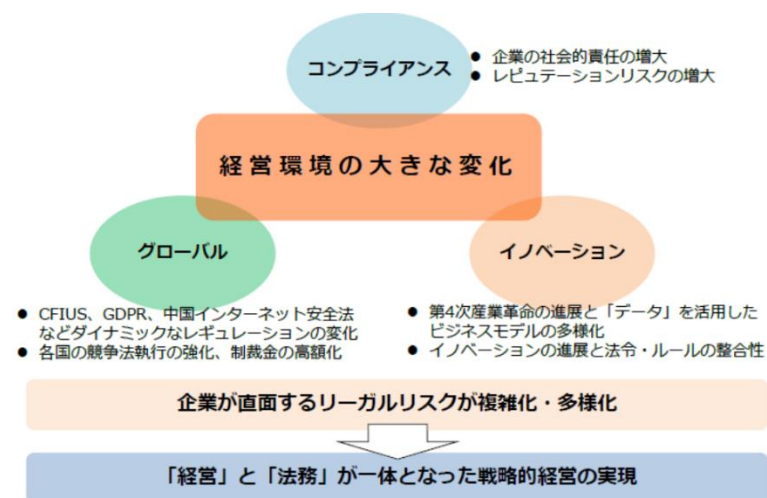 コンプライアンス
● 企業の社会的責任の増大
● レピュテーションリスクの増大
経営環境の大きな変化
グローバル
イノベーション
● CFIUS、GDPR、中国インターネット安全法
などダイナミックなレギュレーションの変化
● 各国の競争法執行の強化、制裁金の高額化
● 第4次産業革命の進展と「データ」を活用した
ビジネスモデルの多様化
● イノベーションの進展と法令・ルールの整合性
企業が直面するリーガルリスクが複雑化・多様化
「経営」と「法務」が一体となった戦略的経営の実現